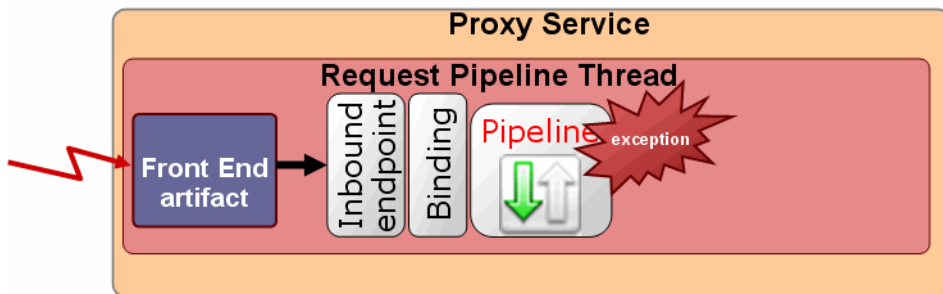 Proxy Service
Request Pipeline Thread
Front End
artifact
Inbound
endpoint
Binding
Pipeline
exception